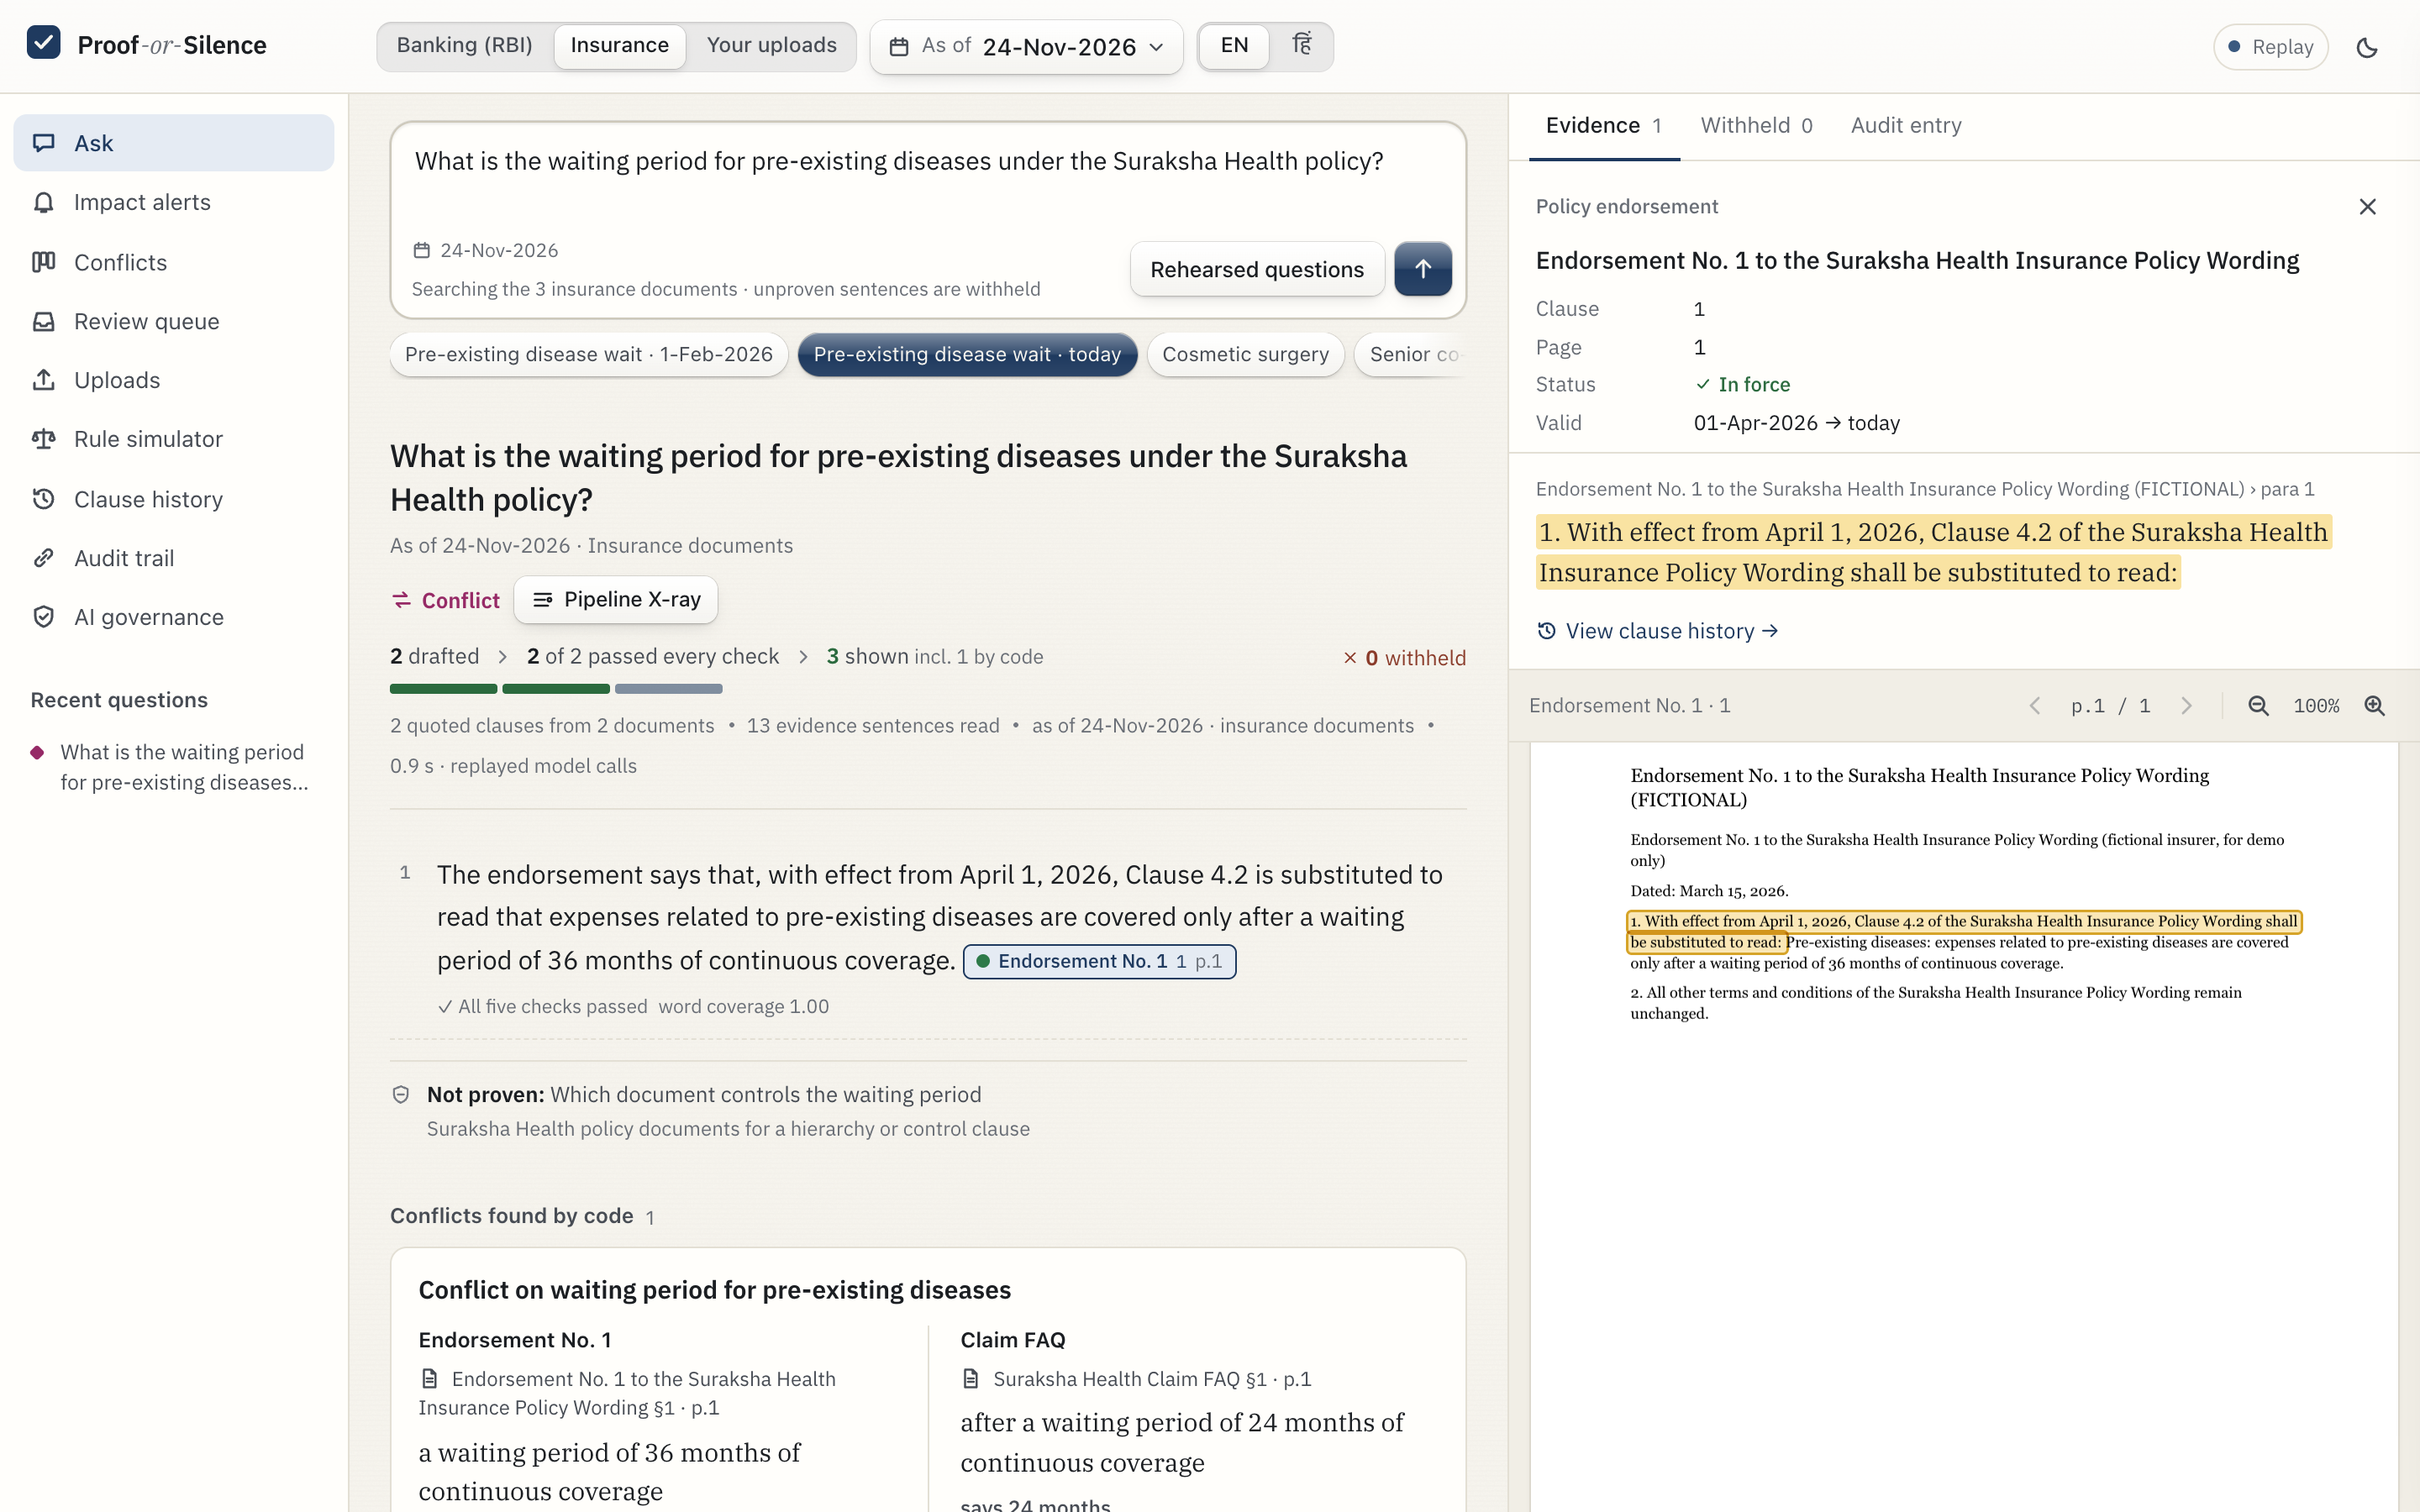 Proof-or-Silence
Banking (RBI)
Insurance
Your uploads
As of 24-Nov-2026
EN
हिं
Replay
Ask
Impact alerts
Conflicts
Review queue
Uploads
Rule simulator
Clause history
Audit trail
AI governance
Recent questions
What is the waiting period
for pre-existing diseases...
What is the waiting period for pre-existing diseases under the Suraksha Health policy?
24-Nov-2026
Searching the 3 insurance documents · unproven sentences are withheld
Rehearsed questions
Pre-existing disease wait · 1-Feb-2026
Pre-existing disease wait · today
Cosmetic surgery
Senior co-
What is the waiting period for pre-existing diseases under the Suraksha
Health policy?
As of 24-Nov-2026 · Insurance documents
Conflict
Pipeline X-ray
2 drafted > 2 of 2 passed every check > 3 shown incl. 1 by code
× 0 withheld
2 quoted clauses from 2 documents • 13 evidence sentences read • as of 24-Nov-2026 · insurance documents •
0.9 s · replayed model calls
1
The endorsement says that, with effect from April 1, 2026, Clause 4.2 is substituted to
read that expenses related to pre-existing diseases are covered only after a waiting
period of 36 months of continuous coverage. Endorsement No. 1 1 p.1
✓ All five checks passed word coverage 1.00
Not proven: Which document controls the waiting period
Suraksha Health policy documents for a hierarchy or control clause
Conflicts found by code 1
Conflict on waiting period for pre-existing diseases
Endorsement No. 1
Endorsement No. 1 to the Suraksha Health
Insurance Policy Wording §1 · p.1
a waiting period of 36 months of
continuous coverage
Claim FAQ
Suraksha Health Claim FAQ §1 · p.1
after a waiting period of 24 months of
continuous coverage
says 24 months
Evidence 1
Withheld 0
Audit entry
Policy endorsement
Endorsement No. 1 to the Suraksha Health Insurance Policy Wording
Clause 1
Page 1
Status ✓ In force
Valid 01-Apr-2026 → today
Endorsement No. 1 to the Suraksha Health Insurance Policy Wording (FICTIONAL) › para 1
1. With effect from April 1, 2026, Clause 4.2 of the Suraksha Health
Insurance Policy Wording shall be substituted to read:
View clause history →
Endorsement No. 1 · 1
p.1 / 1
100%
Endorsement No. 1 to the Suraksha Health Insurance Policy Wording
(FICTIONAL)
Endorsement No. 1 to the Suraksha Health Insurance Policy Wording (fictional insurer, for demo
only)
Dated: March 15, 2026.
1. With effect from April 1, 2026, Clause 4.2 of the Suraksha Health Insurance Policy Wording shall
be substituted to read: Pre-existing diseases: expenses related to pre-existing diseases are covered
only after a waiting period of 36 months of continuous coverage.
2. All other terms and conditions of the Suraksha Health Insurance Policy Wording remain
unchanged.